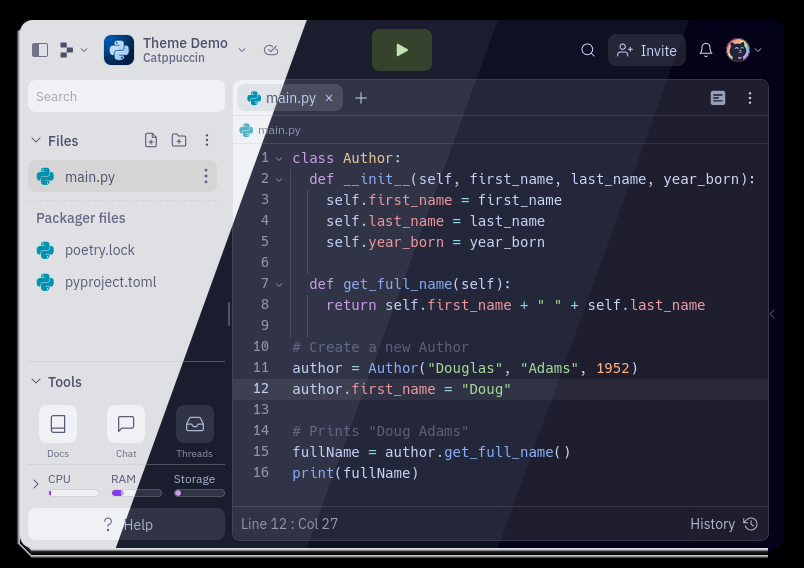 Theme Demo
Catppuccin
Invite
Search
Files
main.py
Packager files
poetry.lock
pyproject.toml
Tools
Docs
Chat
Threads
CPU
RAM
Storage
? Help
main.py
main.py
1 class Author:
2 def __init__(self, first_name, last_name, year_born):
3 self.first_name = first_name
4 self.last_name = last_name
5 self.year_born = year_born
6
7 def get_full_name(self):
8 return self.first_name + " " + self.last_name
9
10 # Create a new Author
11 author = Author("Douglas", "Adams", 1952)
12 author.first_name = "Doug"
13
14 # Prints "Doug Adams"
15 fullName = author.get_full_name()
16 print(fullName)
Line 12 : Col 27
History